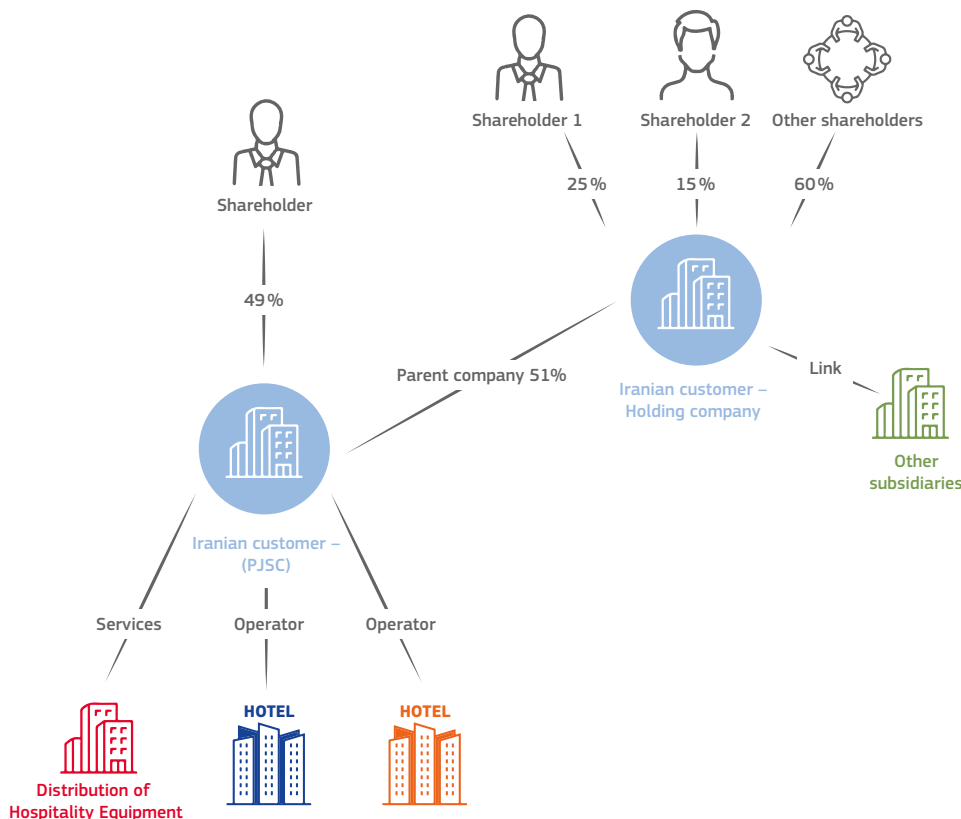 Shareholder 1
Shareholder 2
Other shareholders
25%
15%
60%
Shareholder
49%
Parent company 51%
Link
Iranian customer –
Holding company
Other
subsidiaries
Iranian customer –
(PJSC)
Services
Operator
Operator
HOTEL
HOTEL
Distribution of
Hospitality Equipment